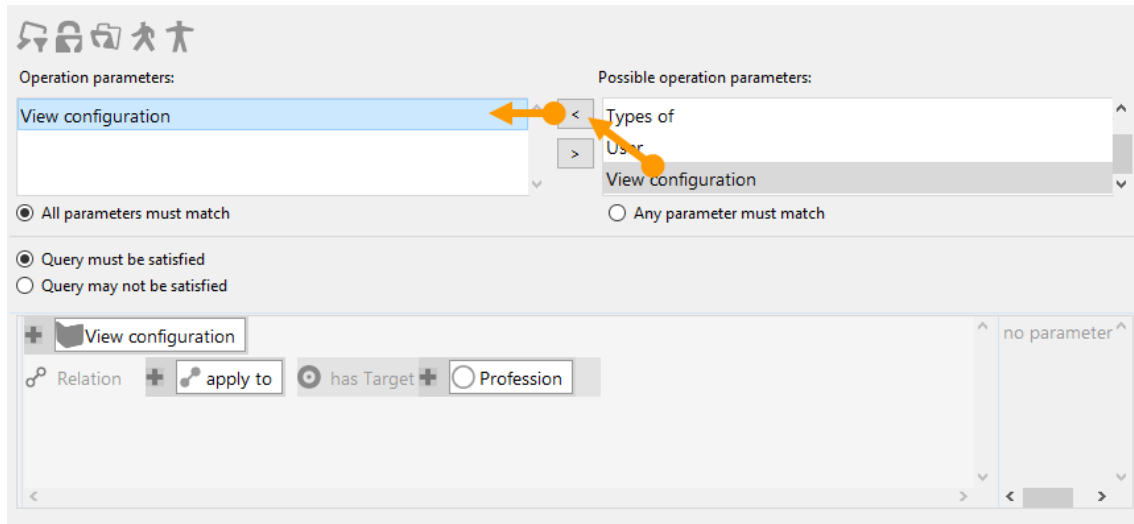 Operation parameters:
Possible operation parameters:
View configuration
<
Types of
>
User
View configuration
All parameters must match
Any parameter must match
Query must be satisfied
Query may not be satisfied
View configuration
no parameter
Relation apply to has Target Profession